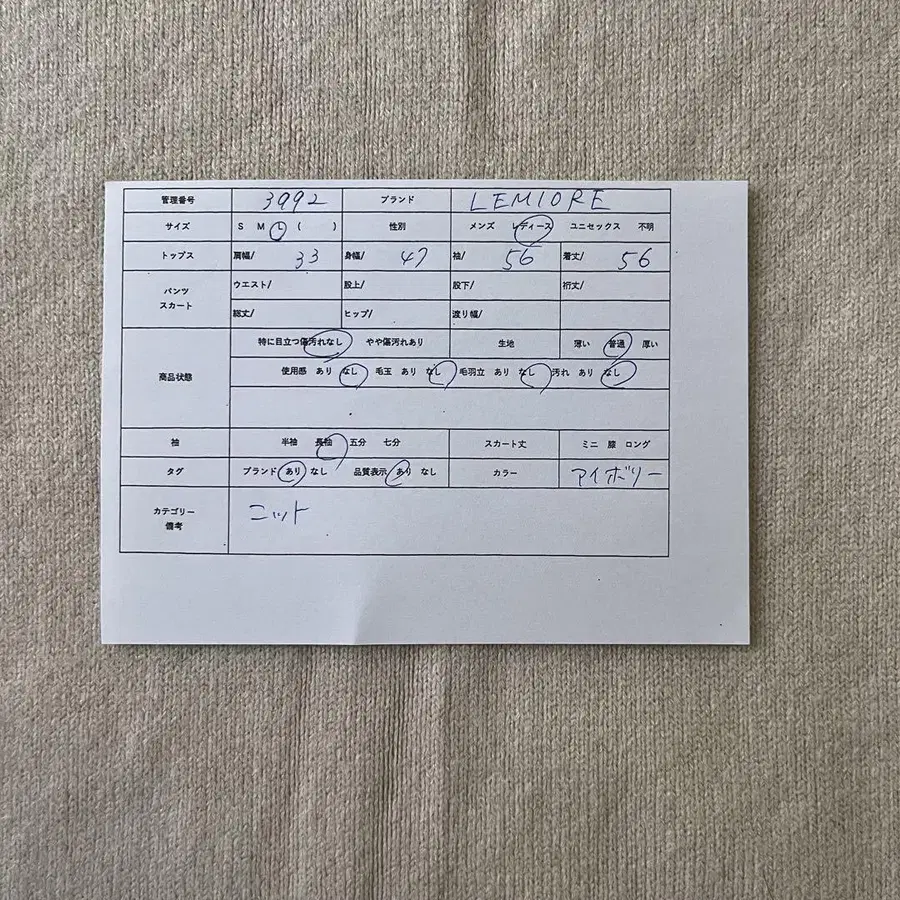 管理番号 3992 ブランド LEMIORE
サイズ S M L ( ) 性別 メンズ レディース ユニセックス 不明
トップス 肩幅/ 33 身幅/ 47 袖/ 56 着丈/ 56
パンツ スカート ウエスト/ 股上/ 股下/ 裄丈/
総丈/ ヒップ/ 渡り幅/
商品状態 特に目立つ傷汚れなし やや傷汚れあり 生地 薄い 普通 厚い
使用感 あり なし 毛玉 あり なし 毛羽立 あり なし 汚れ あり なし
袖 半袖 長袖 五分 七分 スカート丈 ミニ 膝 ロング
タグ ブランド あり なし 品質表示 あり なし カラー アイボリー
カテゴリー 備考 ニット